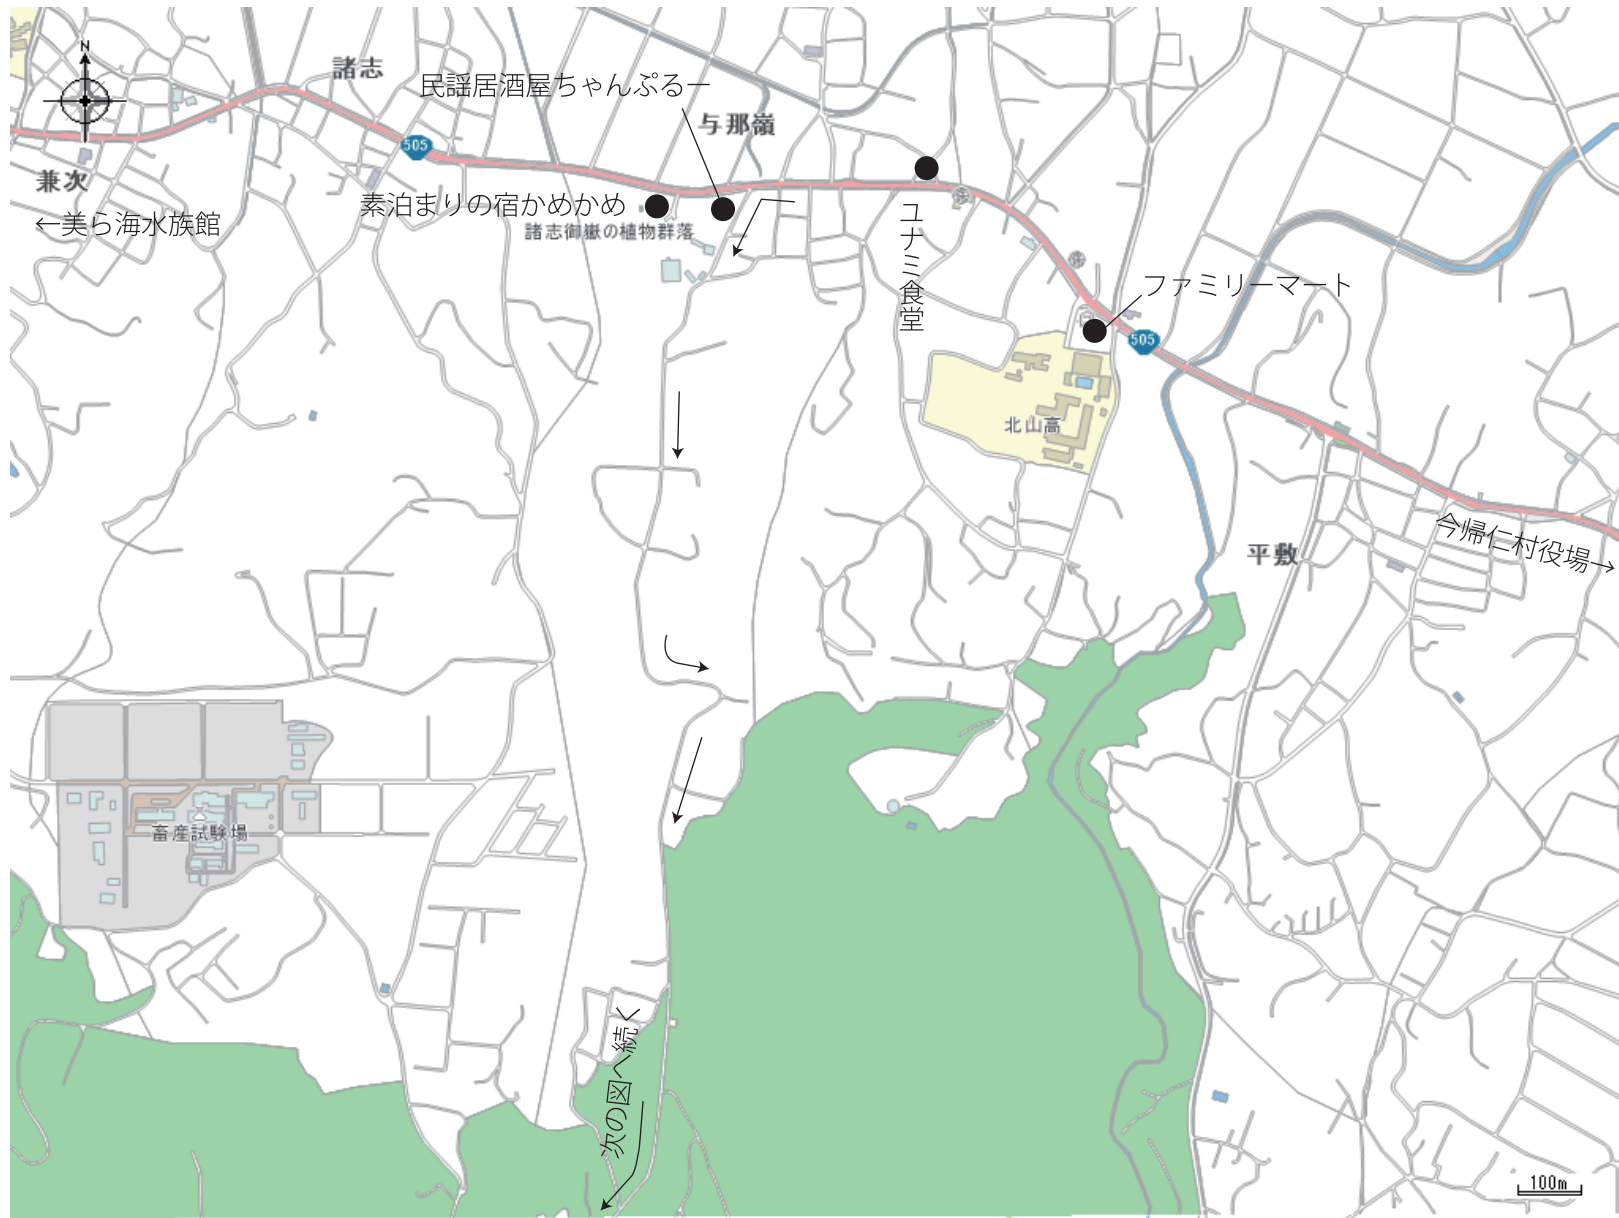 N
諸志
民謡居酒屋ちゃんぷるー
与那嶺
505
兼次
←美ら海水族館
素泊まりの宿かめかめ
諸志御嶽の植物群落
ユナミ食堂
ファミリーマート
505
北山高
今帰仁村役場→
平敷
畜産試験場
次の図へ続く
100m